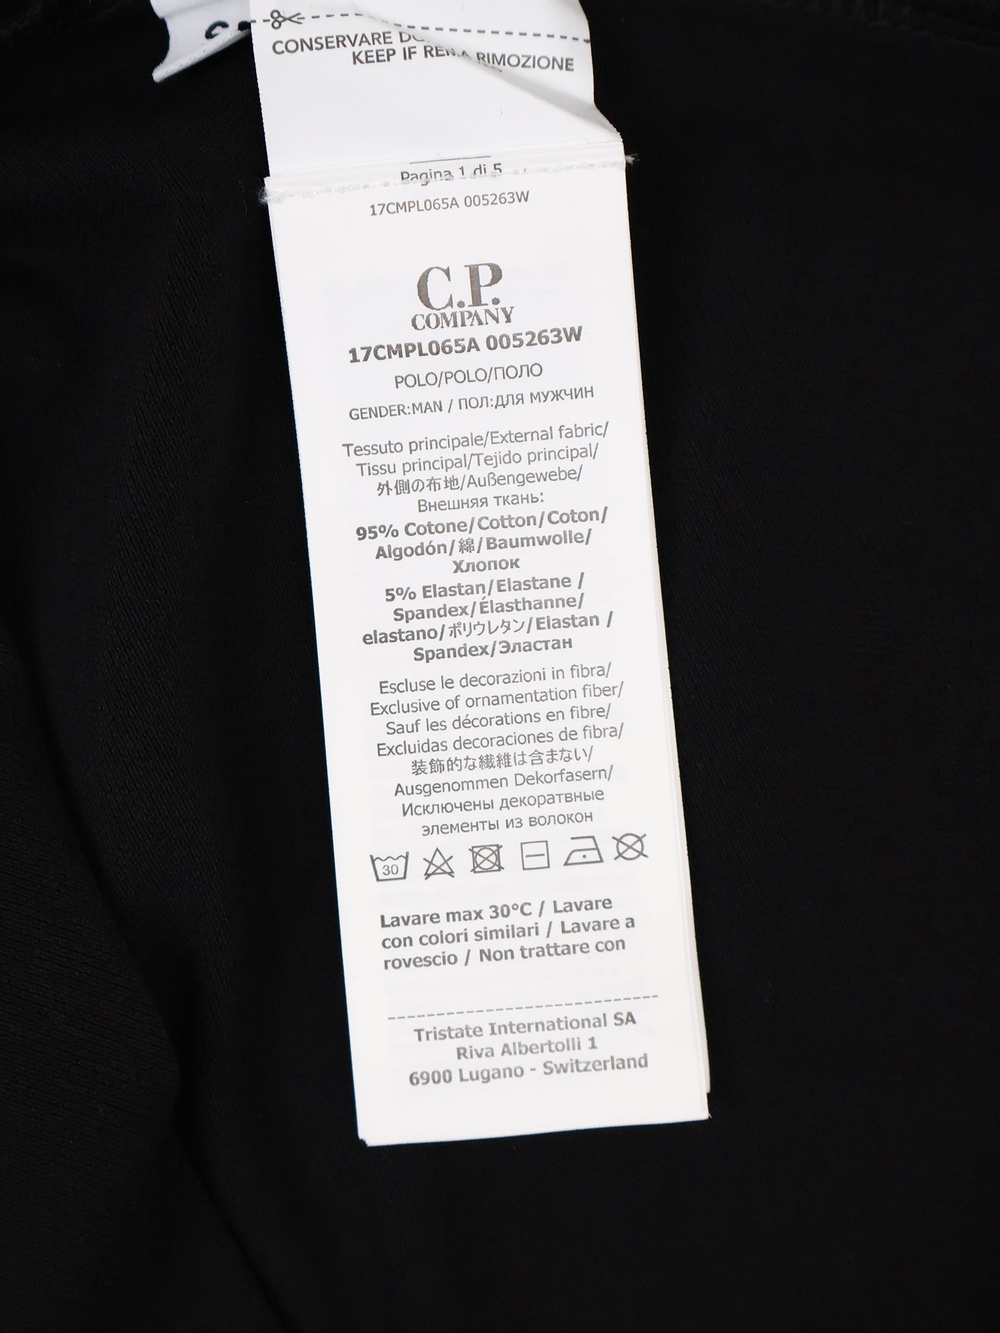 CONSERVARE
KEEP IF RIMOZIONE
Pagina 1 di 5
17CMPL065A 005263W
C.P.
COMPANY
17CMPL065A 005263W
POLO/POLO/ПОЛО
GENDER:MAN / ПОЛ:ДЛЯ МУЖЧИН
Tessuto principale/External fabric/
Tissu principal/Tejido principal/
外側の布地/Außengewebe/
Внешняя ткань:
95% Cotone/Cotton/Coton/
Algodón/綿/Baumwolle/
Хлопок
5% Elastan/Elastane /
Spandex/Élasthanne/
elastano/ポリウレタン/Elastan /
Spandex/Эластан
Escluse le decorazioni in fibra/
Exclusive of ornamentation fiber/
Sauf les décorations en fibre/
Excluidas decoraciones de fibra/
装飾的な繊維は含まない/
Ausgenommen Dekorfasern/
Исключены декоратвные
элементы из волокон
30
Lavare max 30°C / Lavare
con colori similari / Lavare a
rovescio / Non trattare con
Tristate International SA
Riva Albertolli 1
6900 Lugano - Switzerland